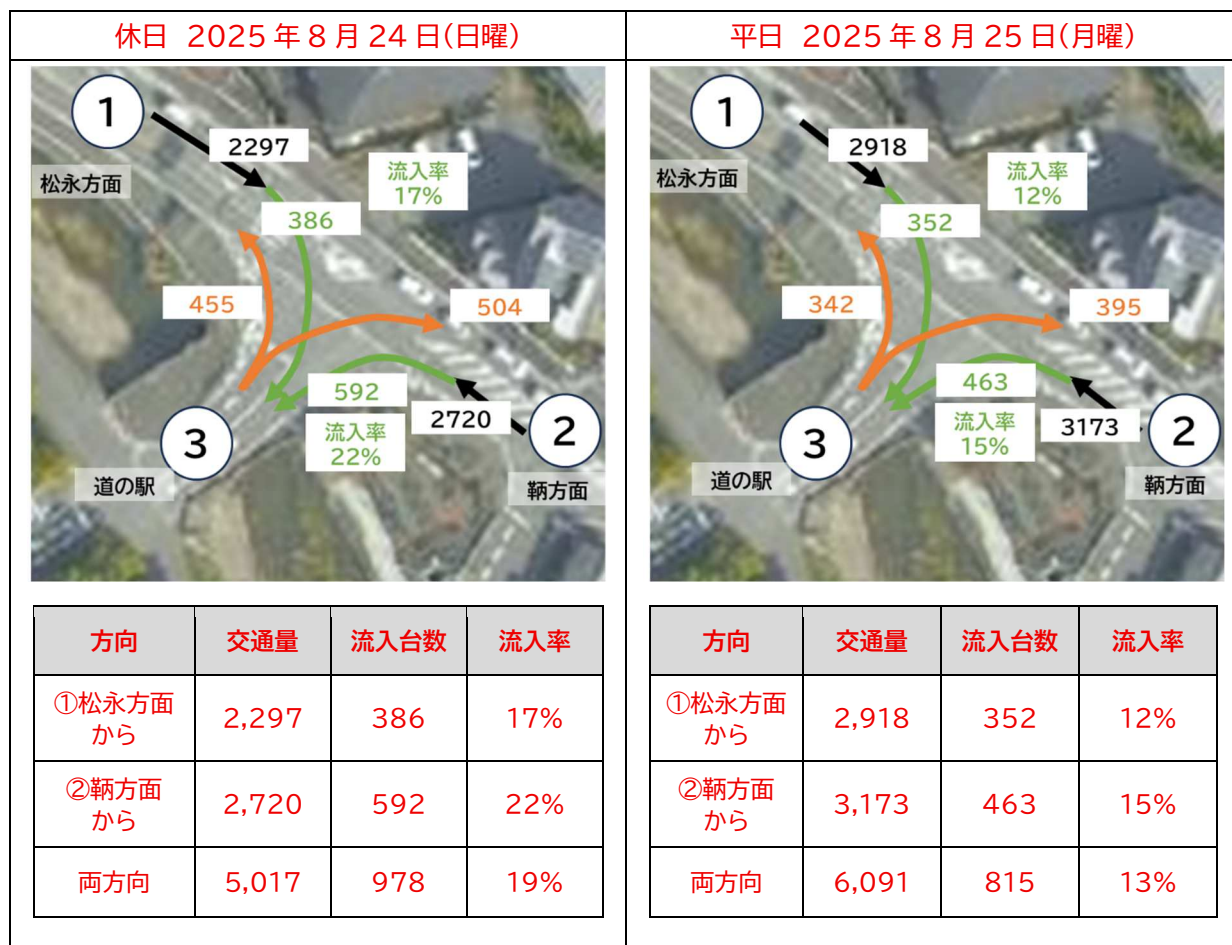 休日 2025年8月24日(日曜)
1
2297
松永方面
流入率
17%
386
455
504
592
2720
流入率
22%
3
2
道の駅
鞆方面
方向 交通量 流入台数 流入率
①松永方面
から
2,297 386 17%
②鞆方面
から
2,720 592 22%
両方向 5,017 978 19%
平日 2025年8月25日(月曜)
1
2918
松永方面
流入率
12%
352
342
395
463
3173
流入率
15%
3
2
道の駅
鞆方面
方向 交通量 流入台数 流入率
①松永方面
から
2,918 352 12%
②鞆方面
から
3,173 463 15%
両方向 6,091 815 13%